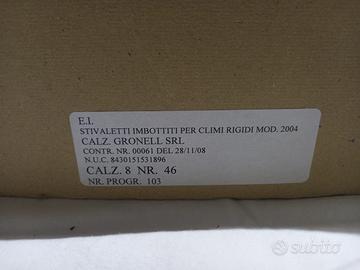 E.I.
STIVALETTI IMBOTTITI PER CLIMI RIGIDI MOD. 2004
CALZ. GRONELL SRL
CONTR. NR. 00061 DEL 28/11/08
N.U.C. 8430151531896
CALZ. 8 NR. 46
NR. PROGR. 103
subito